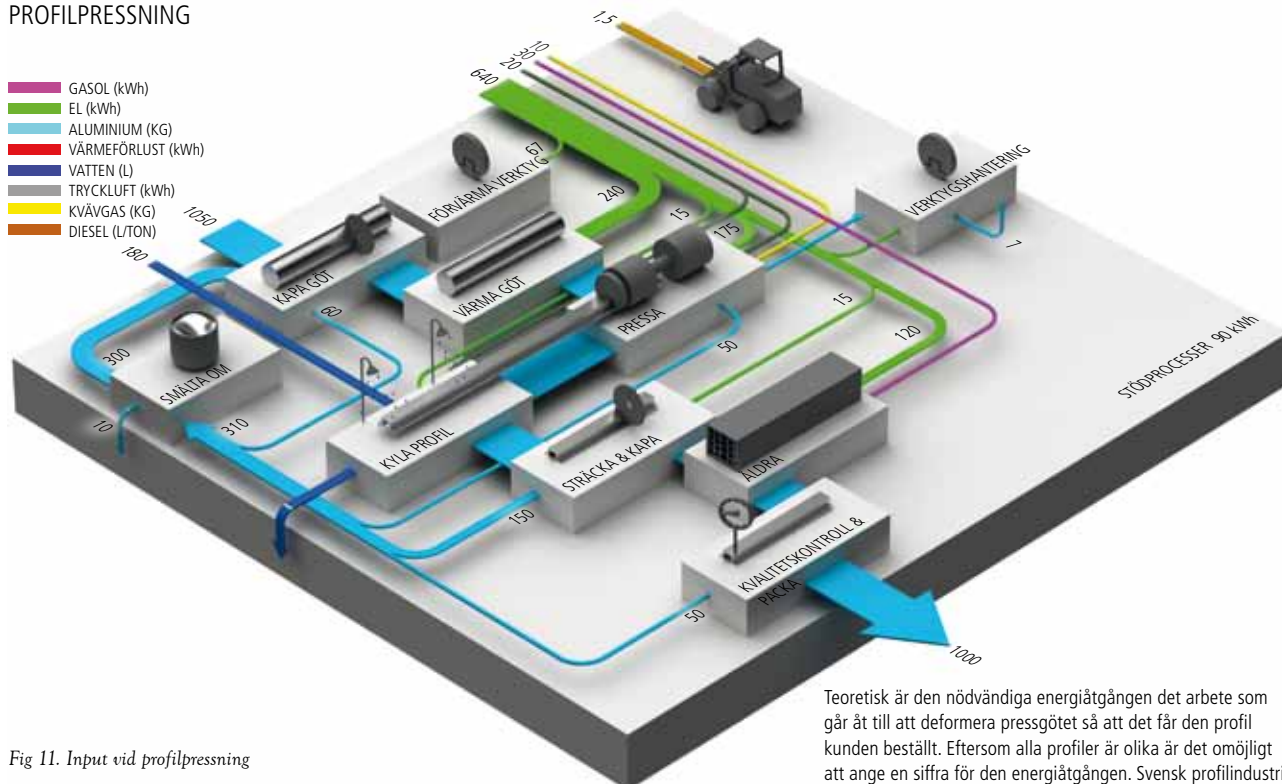 PROFILPRESSNING
GASOL (kWh)
EL (kWh)
ALUMINIUM (KG)
VÄRMEFÖRLUST (kWh)
VATTEN (L)
TRYCKLUFT (kWh)
KVÄVGAS (KG)
DIESEL (L/TON)
1,5
10
30
20
640
67
FÖRVÄRMA VERKTYG
240
15
175
VERKTYGSHANTERING
7
1050
180
KAPA GÖT
VÄRMA GÖT
PRESSA
60
50
15
120
STÖDPROCESSER 90 kWh
300
SMÄLTA OM
10
310
KYLA PROFIL
STRÄCKA & KAPA
ÅLDRA
150
KVALITETSKONTROLL &
PACKA
50
1000
Fig 11. Input vid profilpressning
Teoretisk är den nödvändiga energiåtgången det arbete som
går åt till att deformera pressgötet så att det får den profil
kunden beställt. Eftersom alla profiler är olika är det omöjligt
att ange en siffra för den energiåtgången. Svensk profilindustri